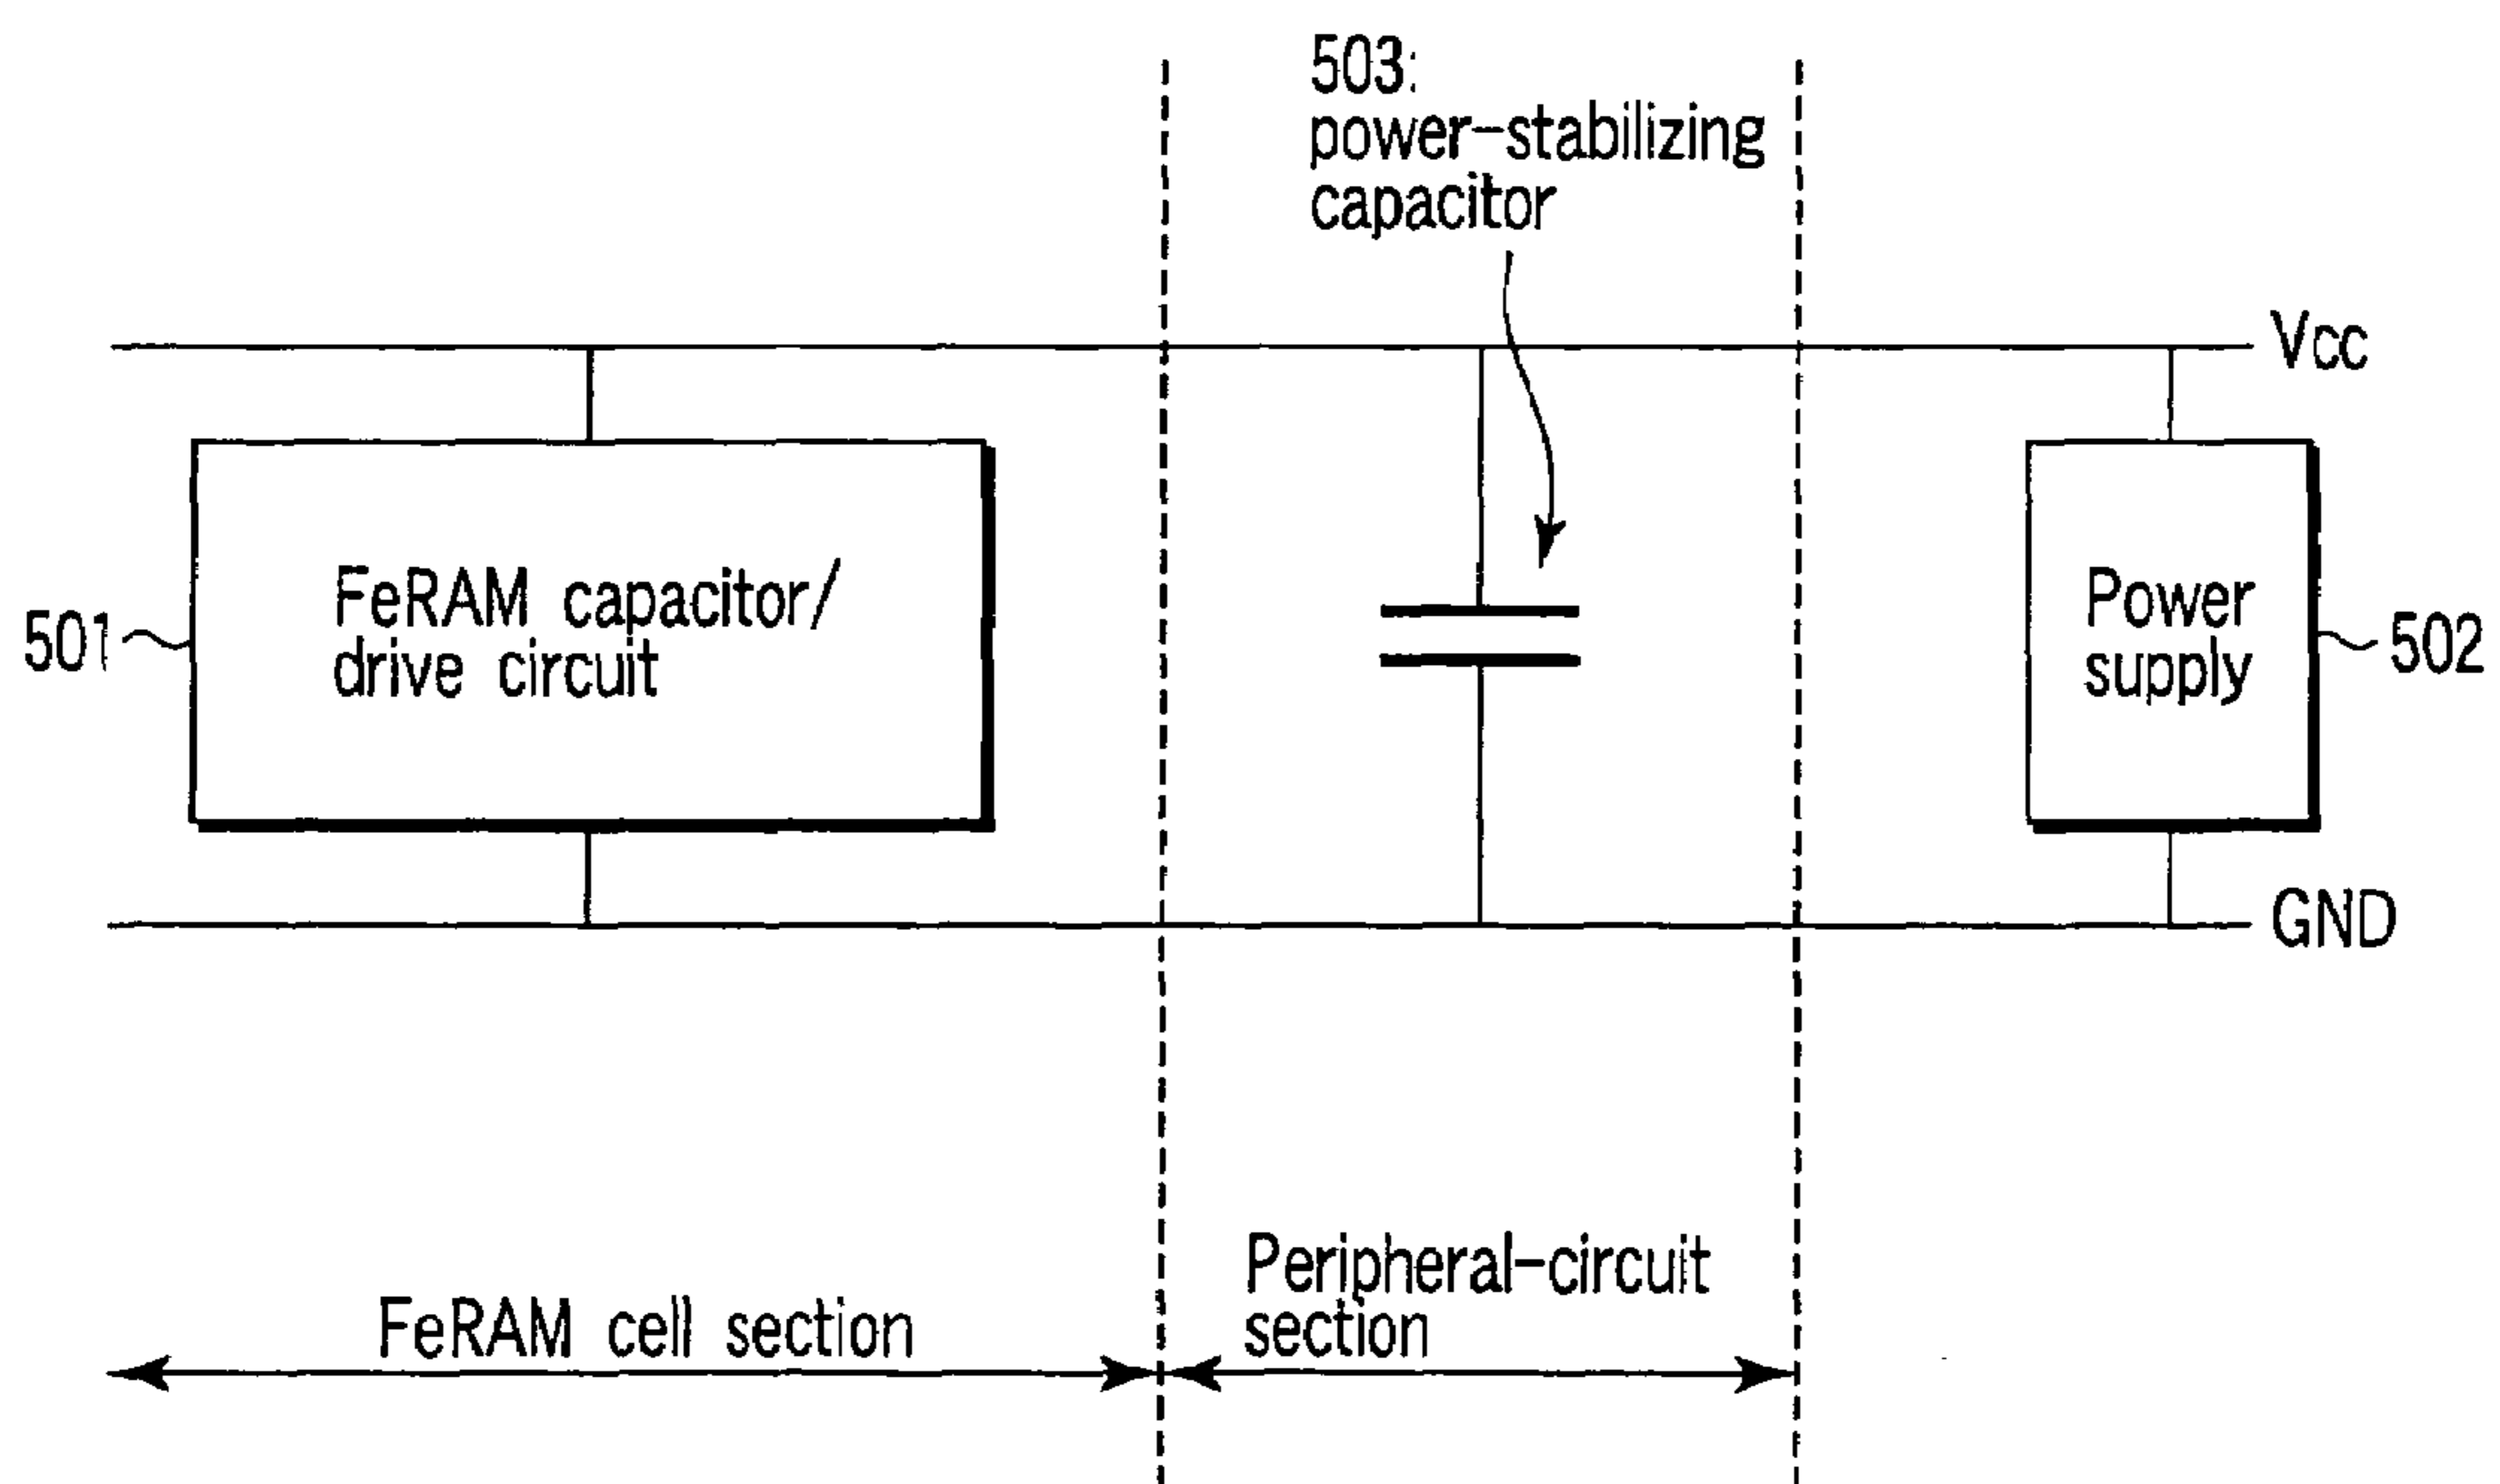 503:
power-stabilizing
capacitor
Vcc
FeRAM capacitor/
drive circuit
501
Power
supply
502
GND
Peripheral-circuit
section
FeRAM cell section